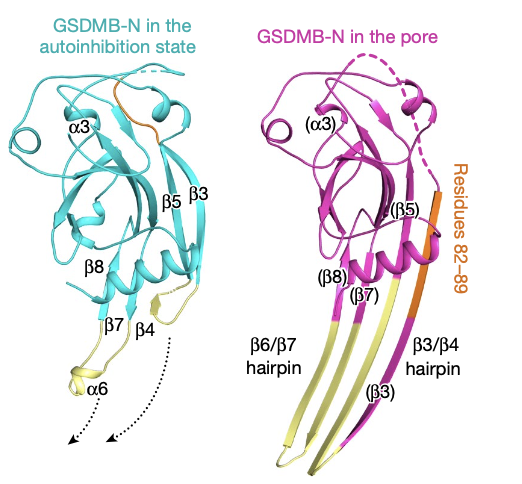 GSDMB-N in the
autoinhibition state
α3
β5
β3
β8
β7
β4
α6
GSDMB-N in the pore
(α3)
(β5)
Residues 82–89
(β8)
(β7)
β6/β7
hairpin
β3/β4
hairpin
(β3)